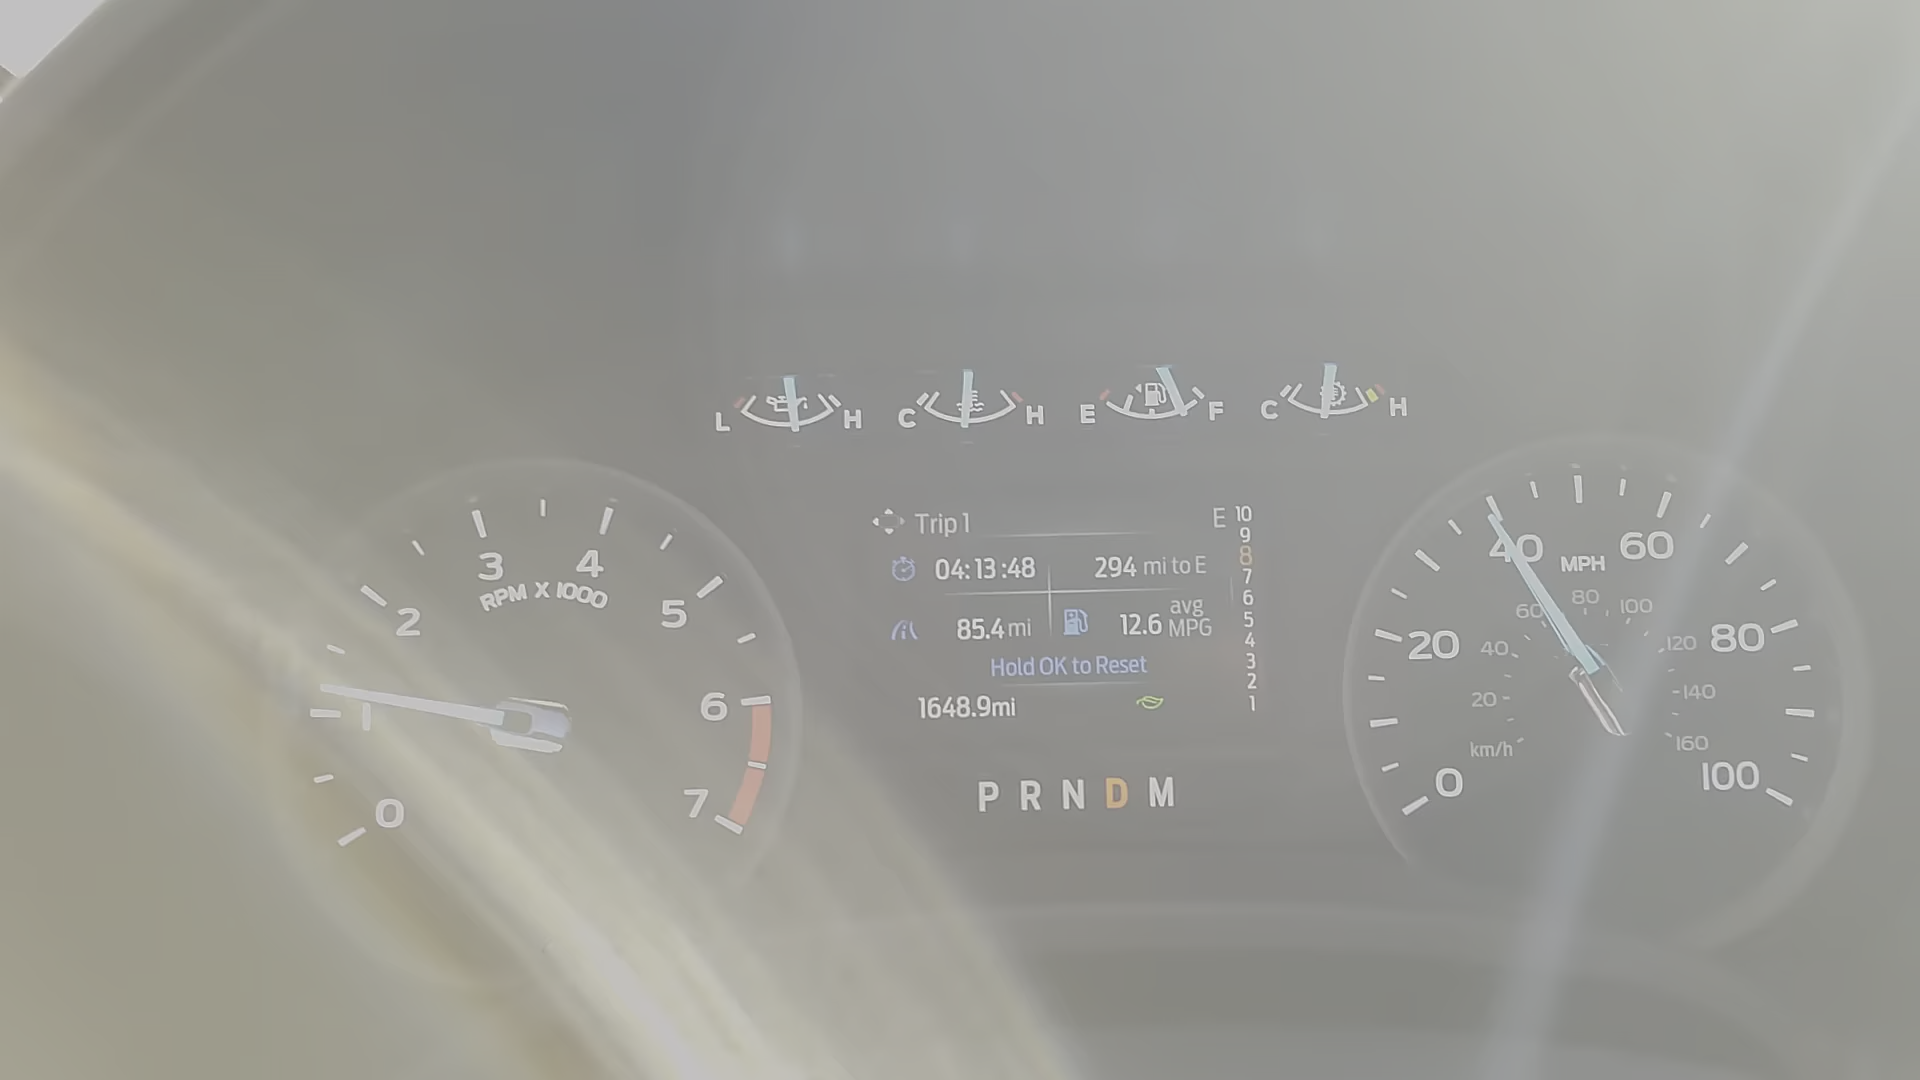 L H C H E F C H
Trip 1 E 10
9
04:13:48 294 mi to E 8
7
6
85.4 mi 12.6 avg MPG 5
4
Hold OK to Reset 3
2
1648.9mi 1
P R N D M
0 1 2 3 4 5 6 7
RPM X 1000
0 20 40 60 80 100
MPH
20 40 60 80 100 120 140 160
km/h